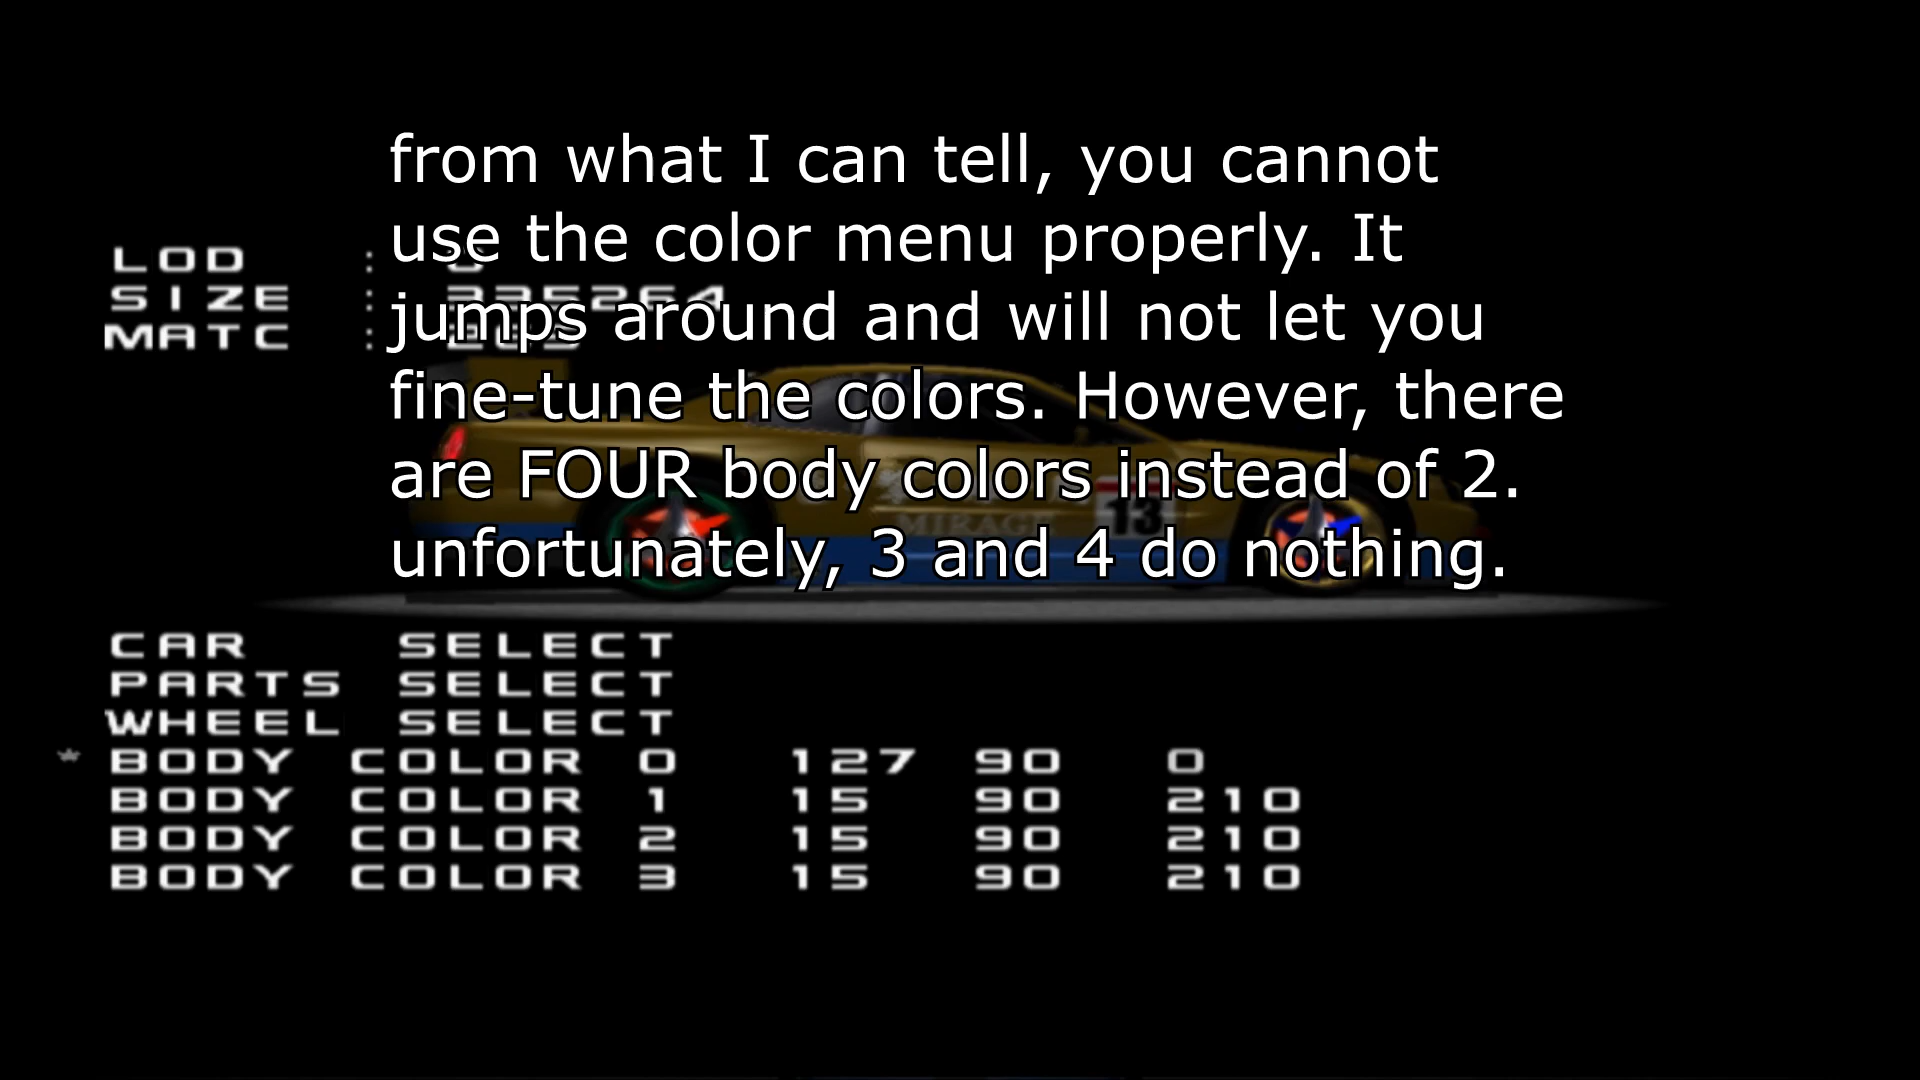 from what I can tell, you cannot
use the color menu properly. It
LOD :
SIZE : 335264
jumps around and will not let you
MATC :
fine-tune the colors. However, there
are FOUR body colors instead of 2.
13
MIRAGE
unfortunately, 3 and 4 do nothing.
CAR SELECT
PARTS SELECT
WHEEL SELECT
* BODY COLOR 0 127 90 0
BODY COLOR 1 15 90 210
BODY COLOR 2 15 90 210
BODY COLOR 3 15 90 210